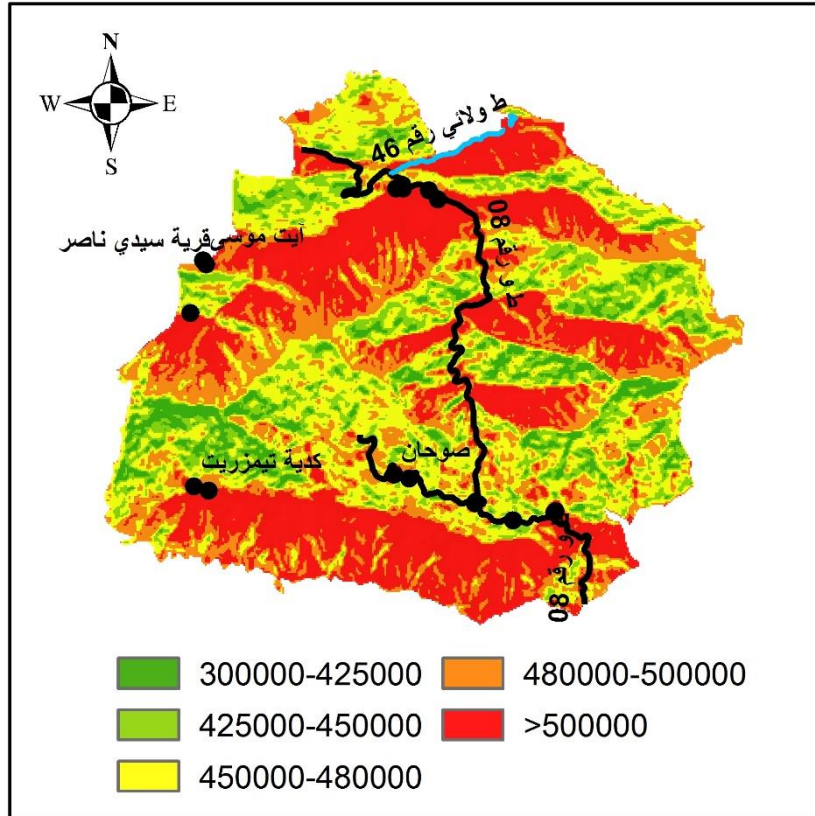 N
W E
S
ط ولائي رقم 46
ط و رقم 08
آيت موسى
قرية سيدي ناصر
صوحان
كدية تيمزريت
و رقم 08
300000-425000
480000-500000
425000-450000
>500000
450000-480000